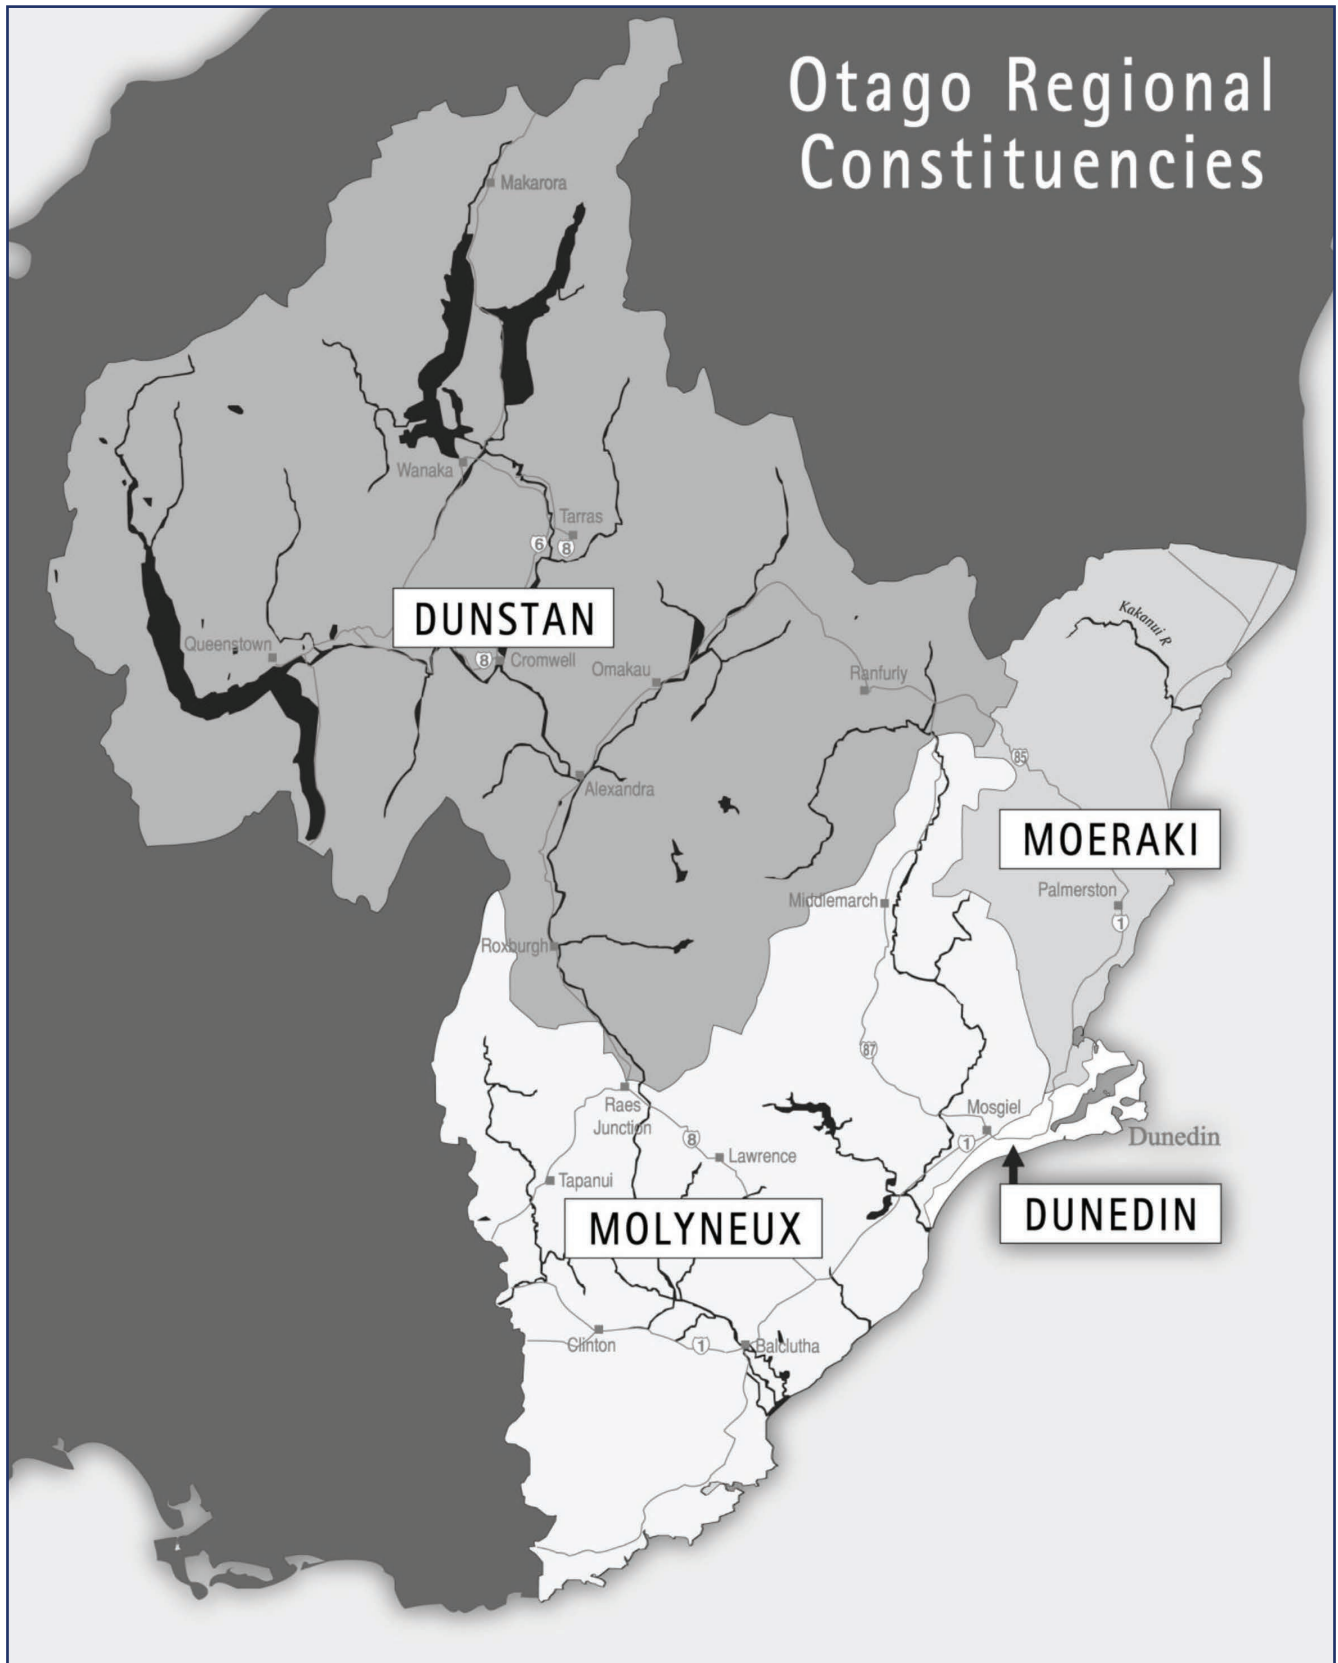 Otago Regional
Constituencies
Makarora
Wanaka
Tarras
6
8
DUNSTAN
Kakanui R
Queenstown
8
Cromwell
Omakau
Ranfurly
85
Alexandra
MOERAKI
Palmerston
1
Middlemarch
Roxburgh
87
Raes
Junction
Mosgiel
1
Dunedin
8
Lawrence
Tapanui
DUNEDIN
MOLYNEUX
Clinton
1
Balclutha